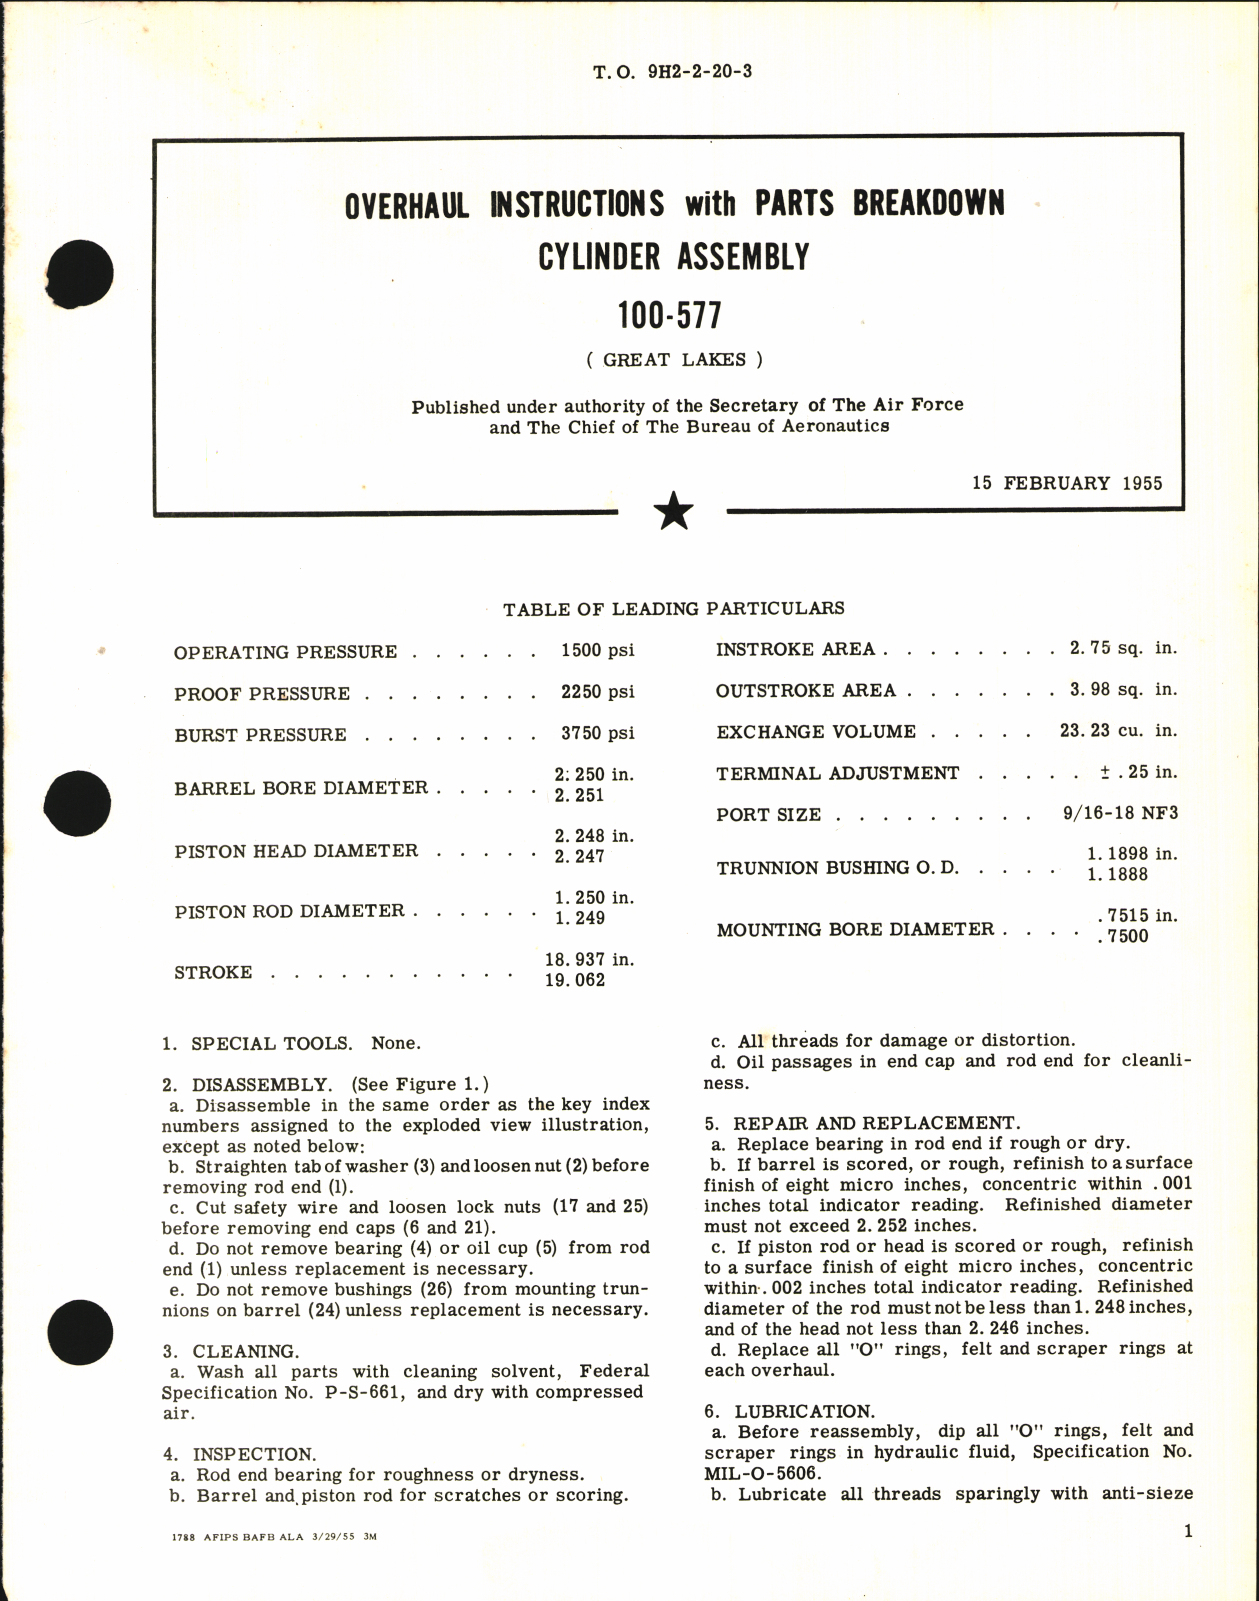 T.O. 9H2-2-20-3
OVERHAUL INSTRUCTIONS with PARTS BREAKDOWN
CYLINDER ASSEMBLY
100-577
( GREAT LAKES )
Published under authority of the Secretary of The Air Force
and The Chief of The Bureau of Aeronautics
15 FEBRUARY 1955
TABLE OF LEADING PARTICULARS
OPERATING PRESSURE . . . . . . 1500 psi
PROOF PRESSURE . . . . . . . . 2250 psi
BURST PRESSURE . . . . . . . . 3750 psi
BARREL BORE DIAMETER . . . . . 2.250 in.
2.251
PISTON HEAD DIAMETER . . . . . 2.248 in.
2.247
PISTON ROD DIAMETER . . . . . . 1.250 in.
1.249
STROKE . . . . . . . . . . . 18.937 in.
19.062
INSTROKE AREA . . . . . . . . 2.75 sq. in.
OUTSTROKE AREA . . . . . . . 3.98 sq. in.
EXCHANGE VOLUME . . . . . 23.23 cu. in.
TERMINAL ADJUSTMENT . . . . . ± .25 in.
PORT SIZE . . . . . . . . . 9/16-18 NF3
TRUNNION BUSHING O.D. . . . . 1.1898 in.
1.1888
MOUNTING BORE DIAMETER . . . . .7515 in.
.7500
1. SPECIAL TOOLS. None.
2. DISASSEMBLY. (See Figure 1.)
a. Disassemble in the same order as the key index
numbers assigned to the exploded view illustration,
except as noted below:
b. Straighten tab of washer (3) and loosen nut (2) before
removing rod end (1).
c. Cut safety wire and loosen lock nuts (17 and 25)
before removing end caps (6 and 21).
d. Do not remove bearing (4) or oil cup (5) from rod
end (1) unless replacement is necessary.
e. Do not remove bushings (26) from mounting trun-
nions on barrel (24) unless replacement is necessary.
3. CLEANING.
a. Wash all parts with cleaning solvent, Federal
Specification No. P-S-661, and dry with compressed
air.
4. INSPECTION.
a. Rod end bearing for roughness or dryness.
b. Barrel and piston rod for scratches or scoring.
c. All threads for damage or distortion.
d. Oil passages in end cap and rod end for cleanli-
ness.
5. REPAIR AND REPLACEMENT.
a. Replace bearing in rod end if rough or dry.
b. If barrel is scored, or rough, refinish to a surface
finish of eight micro inches, concentric within .001
inches total indicator reading. Refinished diameter
must not exceed 2.252 inches.
c. If piston rod or head is scored or rough, refinish
to a surface finish of eight micro inches, concentric
within .002 inches total indicator reading. Refinished
diameter of the rod must not be less than 1.248 inches,
and of the head not less than 2.246 inches.
d. Replace all "O" rings, felt and scraper rings at
each overhaul.
6. LUBRICATION.
a. Before reassembly, dip all "O" rings, felt and
scraper rings in hydraulic fluid, Specification No.
MIL-O-5606.
b. Lubricate all threads sparingly with anti-sieze
1788 AFIPS BAFB ALA 3/29/55 3M
1